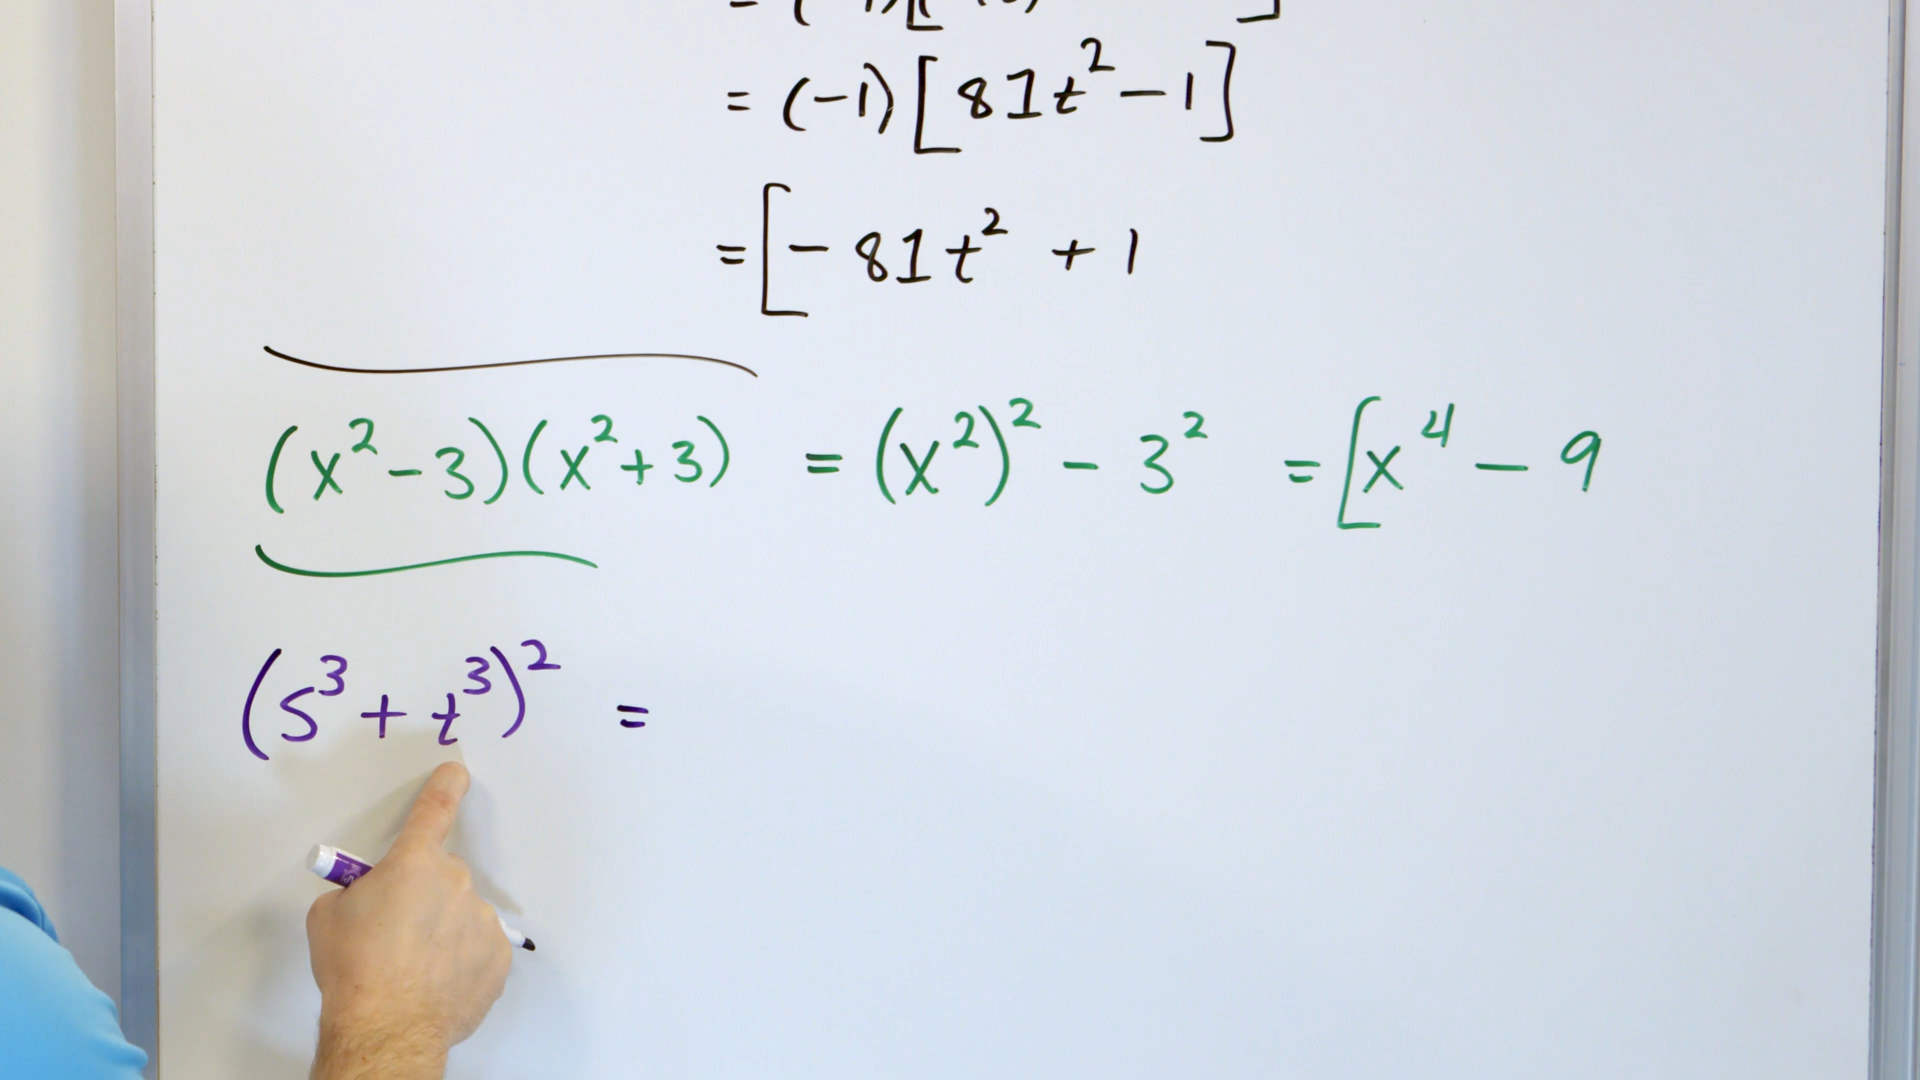 = (-1)[81t² - 1]
= [-81t² + 1
(x² - 3)(x² + 3) = (x²)² - 3² = [x⁴ - 9
(s³ + t³)² =